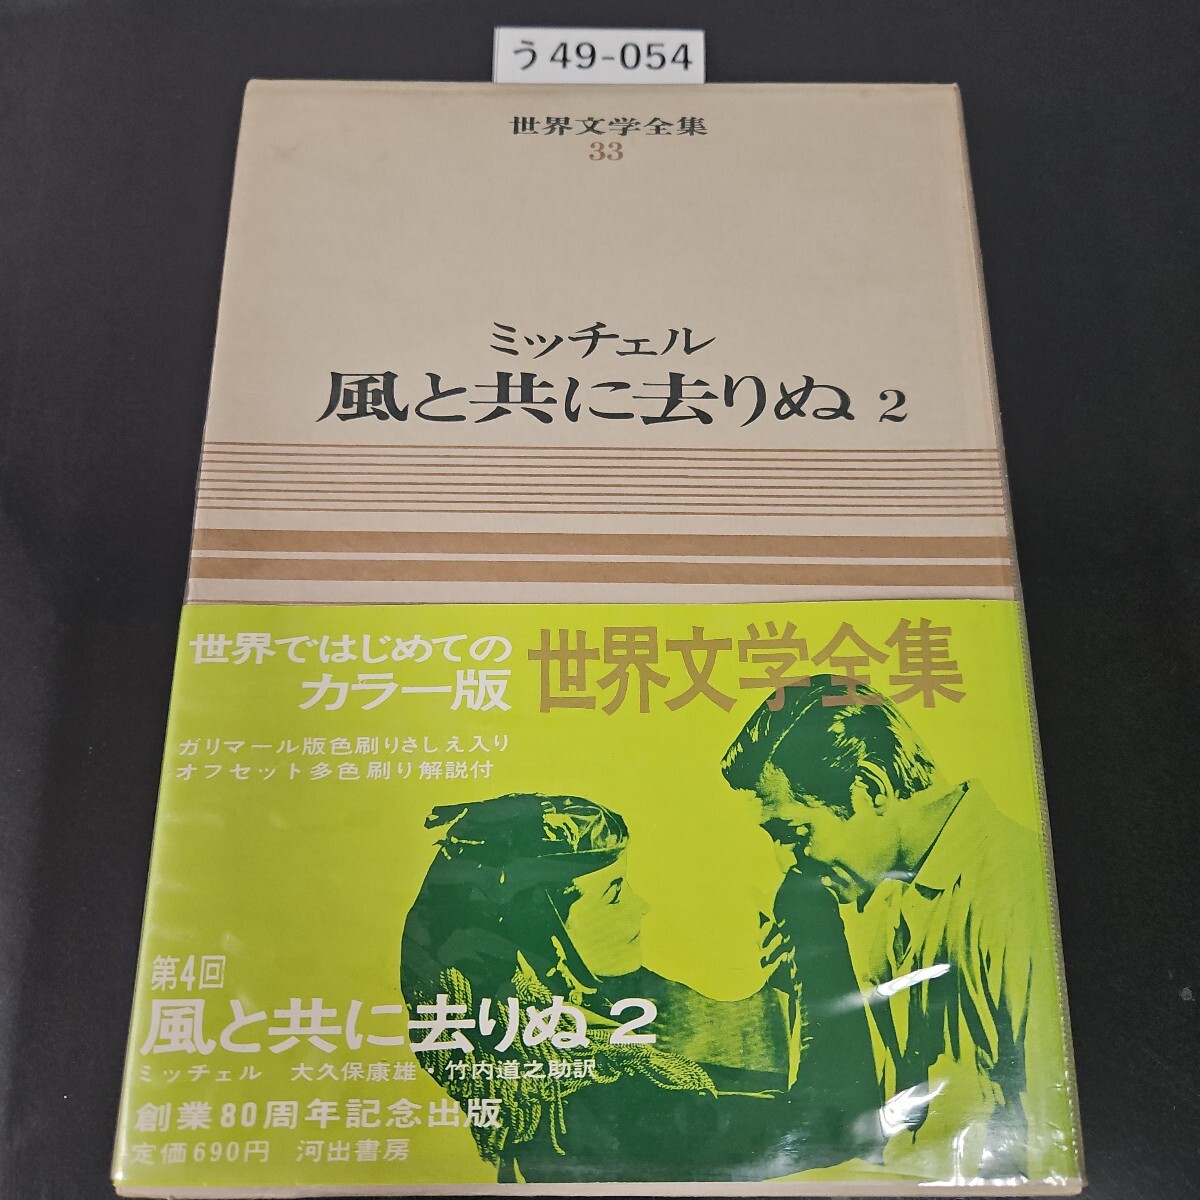 う49-054
世界文学全集
33
ミッチェル
風と共に去りぬ 2
世界ではじめての
カラー版
世界文学全集
ガリマール版色刷りさしえ入り
オフセット多色刷り解説付
第4回
風と共に去りぬ 2
ミッチェル 大久保康雄・竹内道之助訳
創業80周年記念出版
定価690円 河出書房